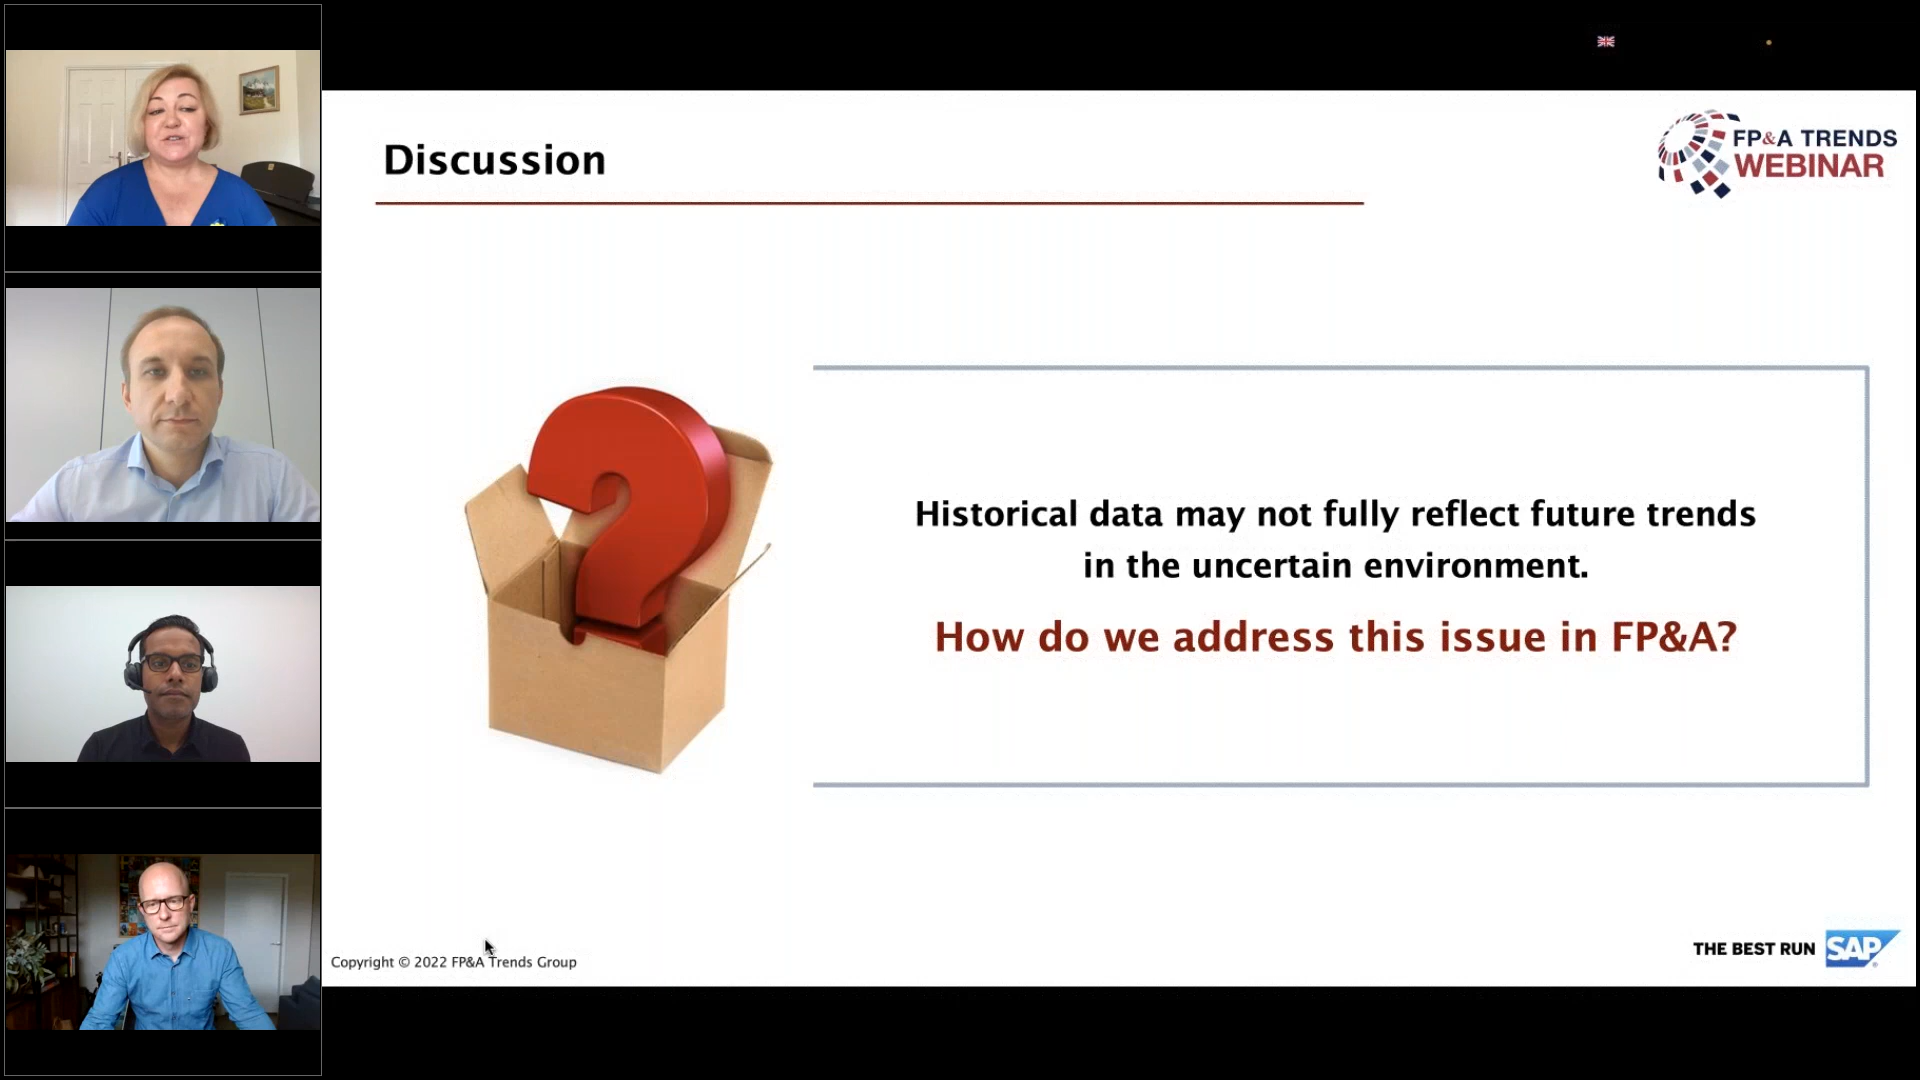 Discussion
FP&A TRENDS
WEBINAR
Historical data may not fully reflect future trends
in the uncertain environment.
How do we address this issue in FP&A?
Copyright © 2022 FP&A Trends Group
THE BEST RUN SAP®